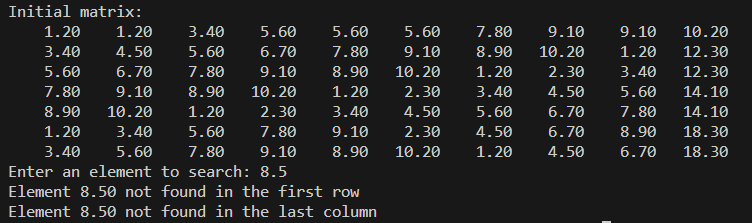 Initial matrix:
1.20 1.20 3.40 5.60 5.60 5.60 7.80 9.10 9.10 10.20
3.40 4.50 5.60 6.70 7.80 9.10 8.90 10.20 1.20 12.30
5.60 6.70 7.80 9.10 8.90 10.20 1.20 2.30 3.40 12.30
7.80 9.10 8.90 10.20 1.20 2.30 3.40 4.50 5.60 14.10
8.90 10.20 1.20 2.30 3.40 4.50 5.60 6.70 7.80 14.10
1.20 3.40 5.60 7.80 9.10 2.30 4.50 6.70 8.90 18.30
3.40 5.60 7.80 9.10 8.90 10.20 1.20 4.50 6.70 18.30
Enter an element to search: 8.5
Element 8.50 not found in the first row
Element 8.50 not found in the last column